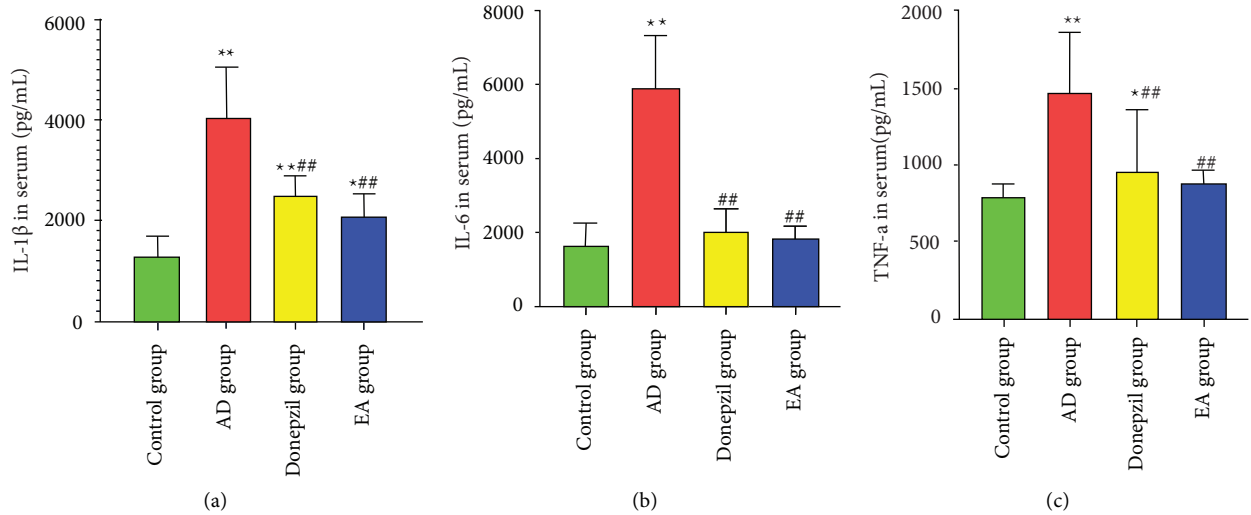 IL-1β in serum (pg/mL)
6000
4000
2000
0
**
**##
*##
Control group
AD group
Donepzil group
EA group
(a)
IL-6 in serum (pg/mL)
8000
6000
4000
2000
0
**
##
##
Control group
AD group
Donepzil group
EA group
(b)
TNF-a in serum(pg/mL)
2000
1500
1000
500
0
**
*##
##
Control group
AD group
Donepzil group
EA group
(c)